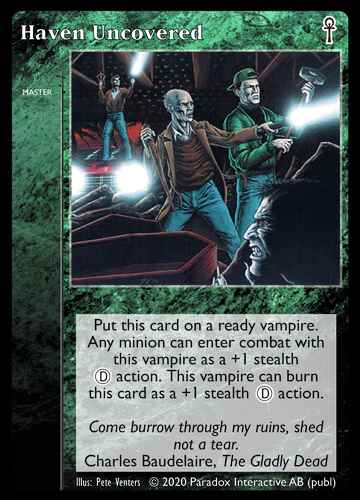 Haven Uncovered
MASTER
Put this card on a ready vampire.
Any minion can enter combat with
this vampire as a +1 stealth
Ⓓ action. This vampire can burn
this card as a +1 stealth Ⓓ action.
Come burrow through my ruins, shed
not a tear.
Charles Baudelaire, The Gladly Dead
Illus: Pete Venters © 2020 Paradox Interactive AB (publ)